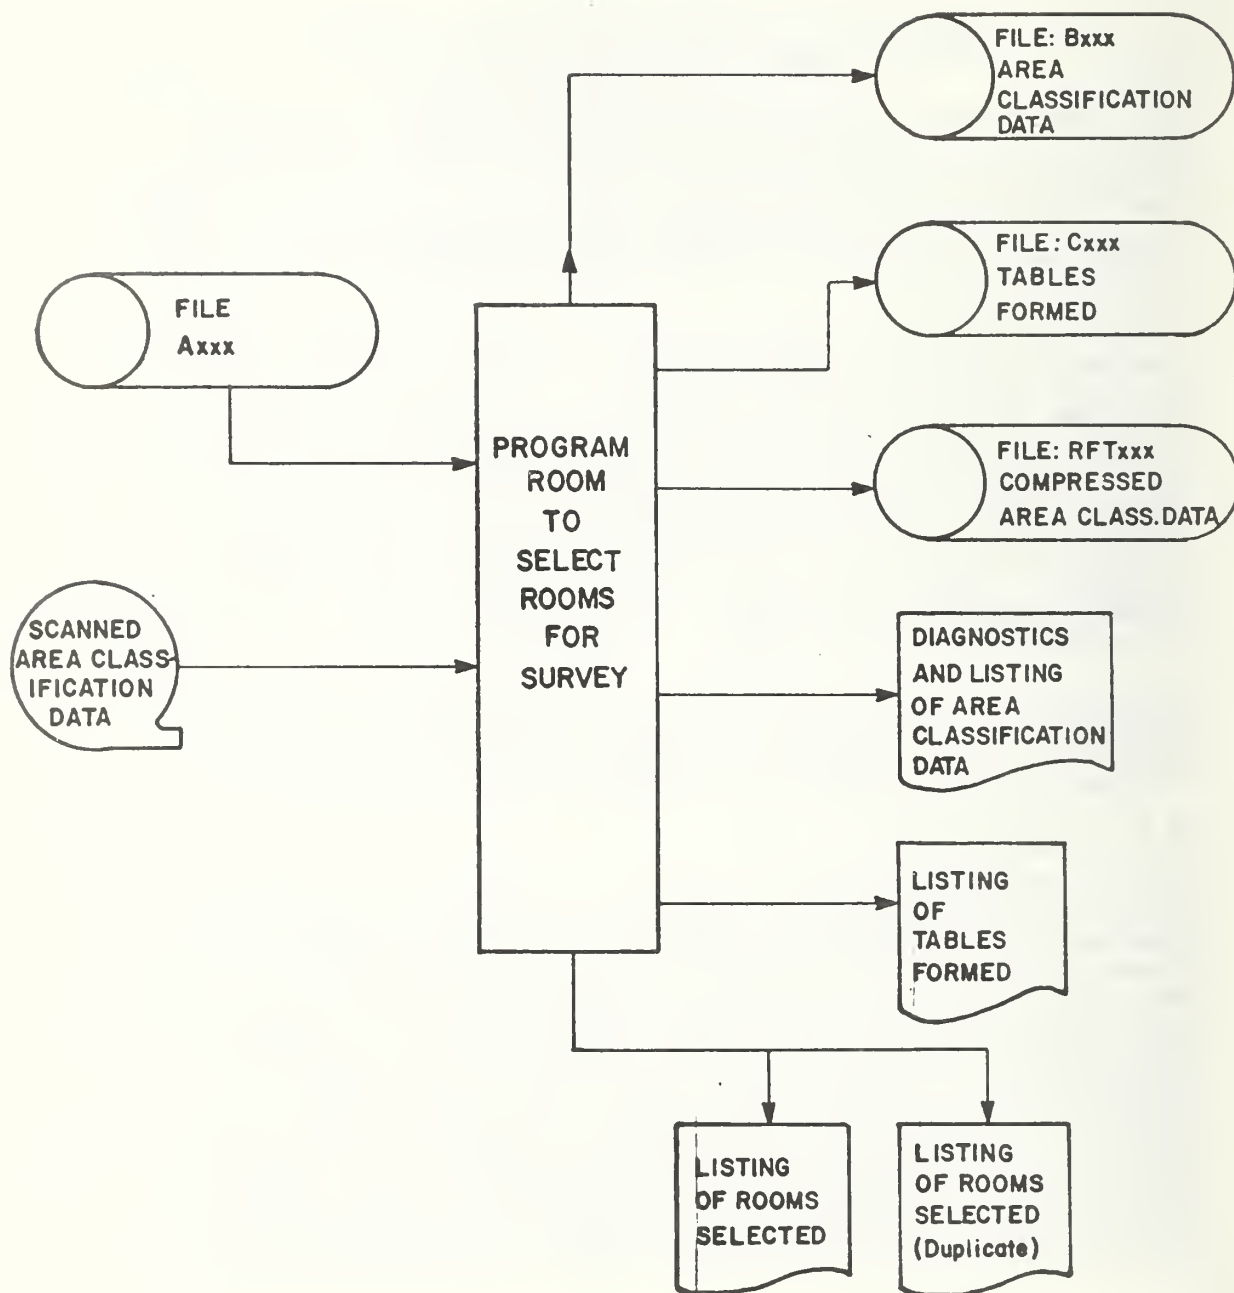 FILE: Bxxx
AREA
CLASSIFICATION
DATA
FILE: Cxxx
TABLES
FORMED
FILE
Axxx
FILE: RFTxxx
COMPRESSED
AREA CLASS. DATA
PROGRAM
ROOM
TO
SELECT
ROOMS
FOR
SURVEY
SCANNED
AREA CLASS-
IFICATION
DATA
DIAGNOSTICS
AND LISTING
OF AREA
CLASSIFICATION
DATA
LISTING
OF
TABLES
FORMED
LISTING
OF ROOMS
SELECTED
LISTING
OF ROOMS
SELECTED
(Duplicate)